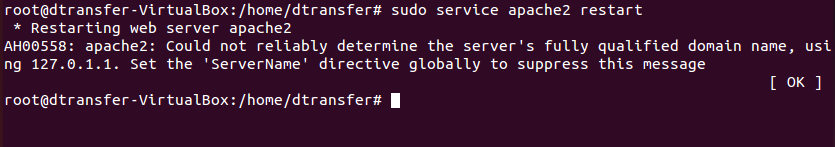 root@dtransfer-VirtualBox:/home/dtransfer# sudo service apache2 restart
 * Restarting web server apache2
AH00558: apache2: Could not reliably determine the server's fully qualified domain name, usi
ng 127.0.1.1. Set the 'ServerName' directive globally to suppress this message
[ OK ]
root@dtransfer-VirtualBox:/home/dtransfer#